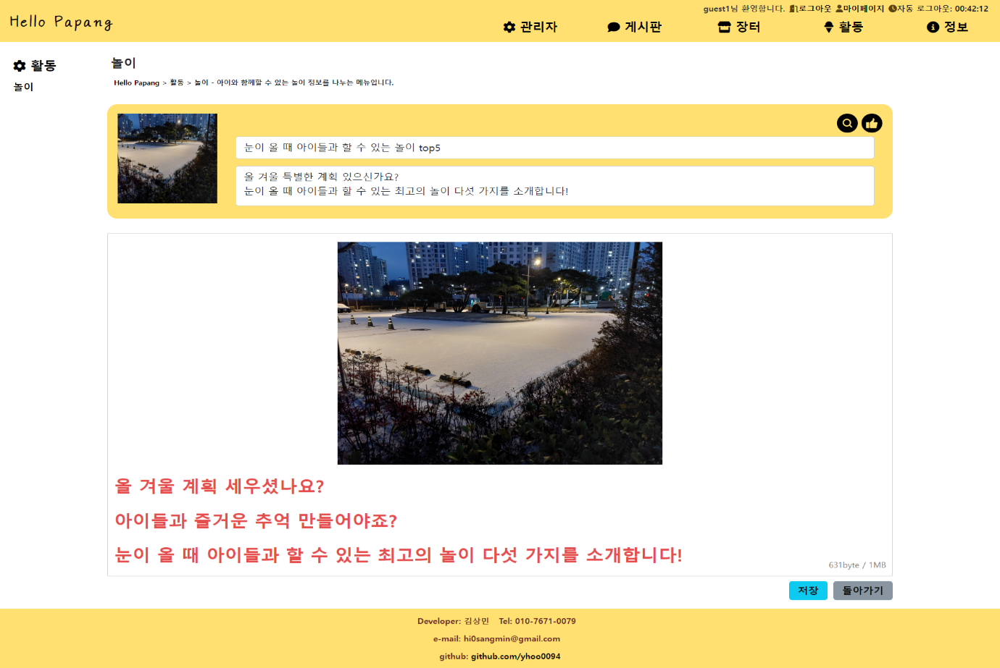 guest1님 환영합니다. 로그아웃 마이페이지 자동 로그아웃: 00:42:12
Hello Papang
관리자 게시판 장터 활동 정보
활동
놀이
놀이
Hello Papang > 활동 > 놀이 - 아이와 함께할 수 있는 놀이 정보를 나누는 메뉴입니다.
눈이 올 때 아이들과 할 수 있는 놀이 top5
올 겨울 특별한 계획 있으신가요?
눈이 올 때 아이들과 할 수 있는 최고의 놀이 다섯 가지를 소개합니다!
올 겨울 계획 세우셨나요?
아이들과 즐거운 추억 만들어야죠?
눈이 올 때 아이들과 할 수 있는 최고의 놀이 다섯 가지를 소개합니다!
631byte / 1MB
저장 돌아가기
Developer: 김상민 Tel: 010-7671-0079
e-mail: hi0sangmin@gmail.com
github: github.com/yhoo0094